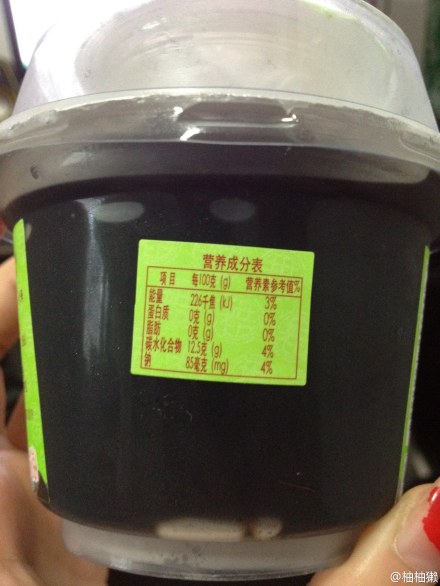 营养成分表
项目 每100克 (g) 营养素参考值%
能量 226千焦 (kJ) 3%
蛋白质 0克 (g) 0%
脂肪 0克 (g) 0%
碳水化合物 12.5克 (g) 4%
钠 85毫克 (mg) 4%
@柚柚獭